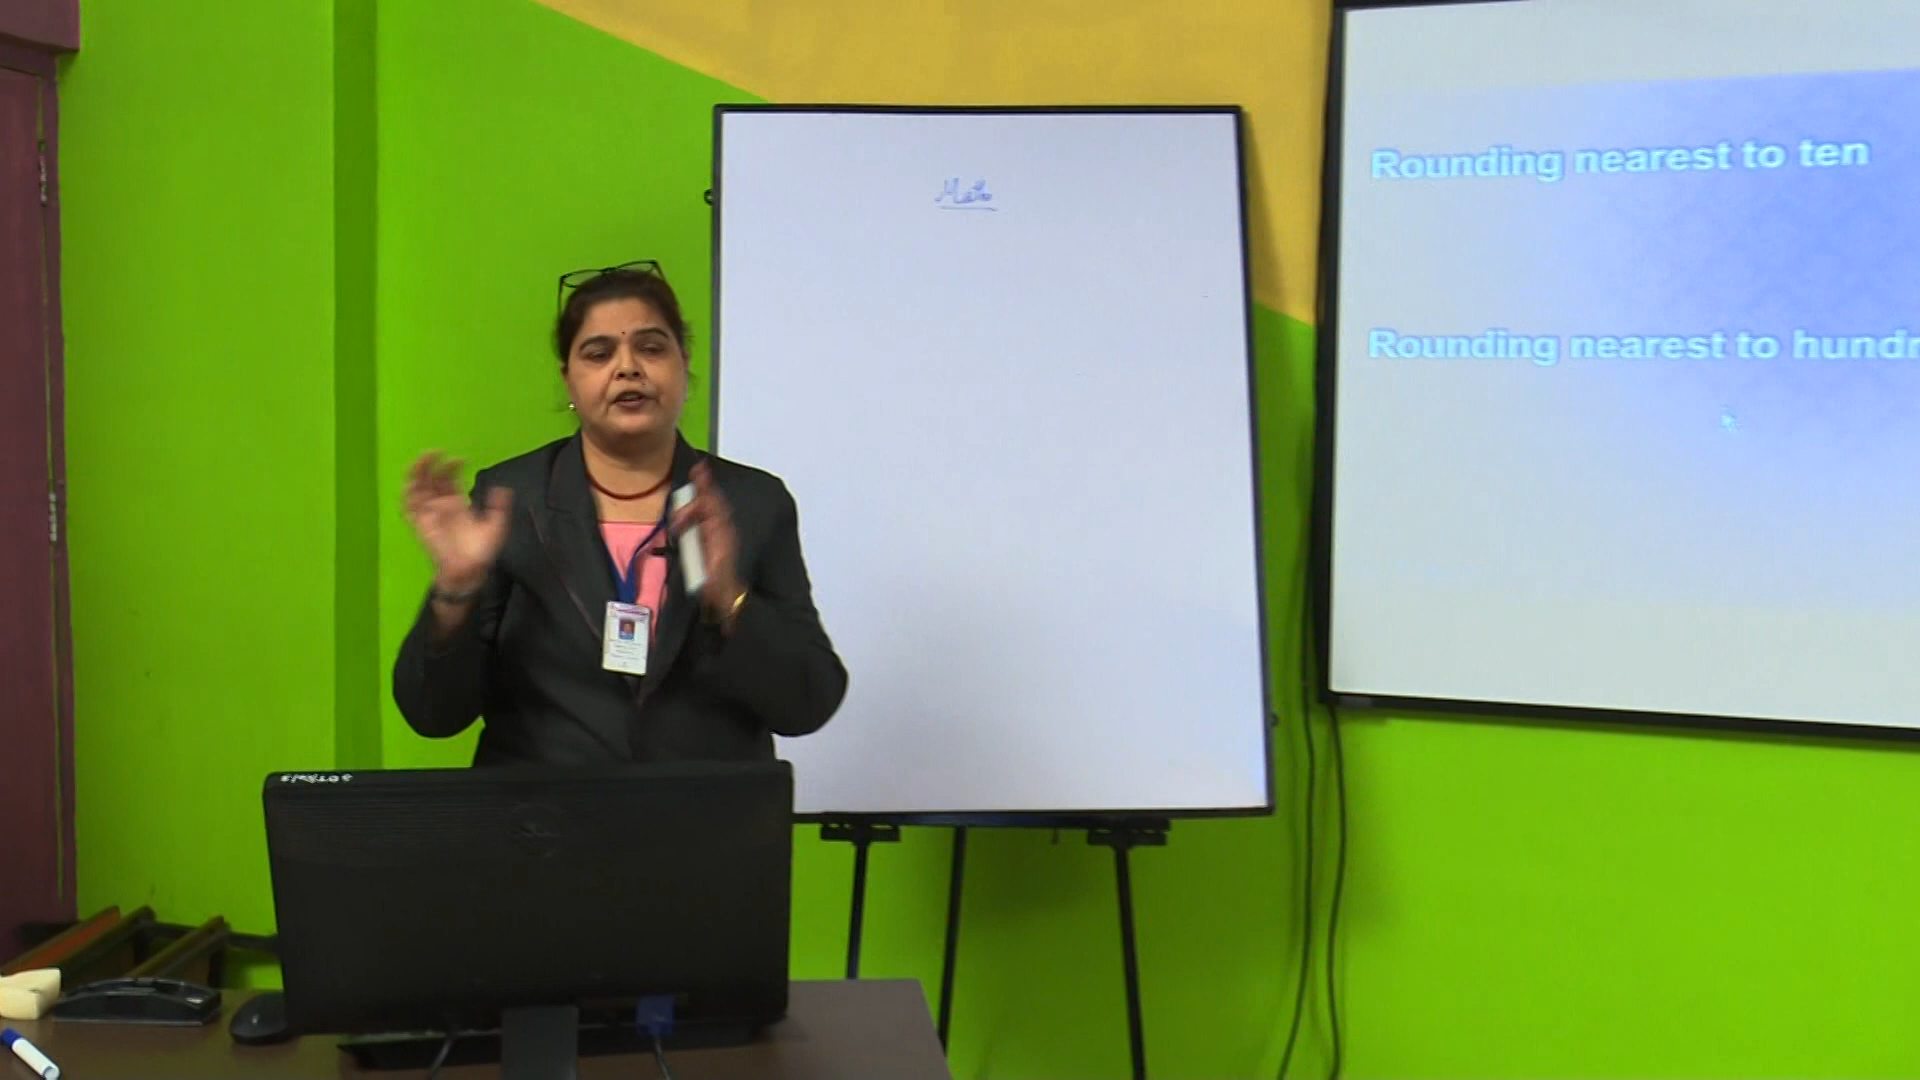 Math
Rounding nearest to ten
Rounding nearest to hundr